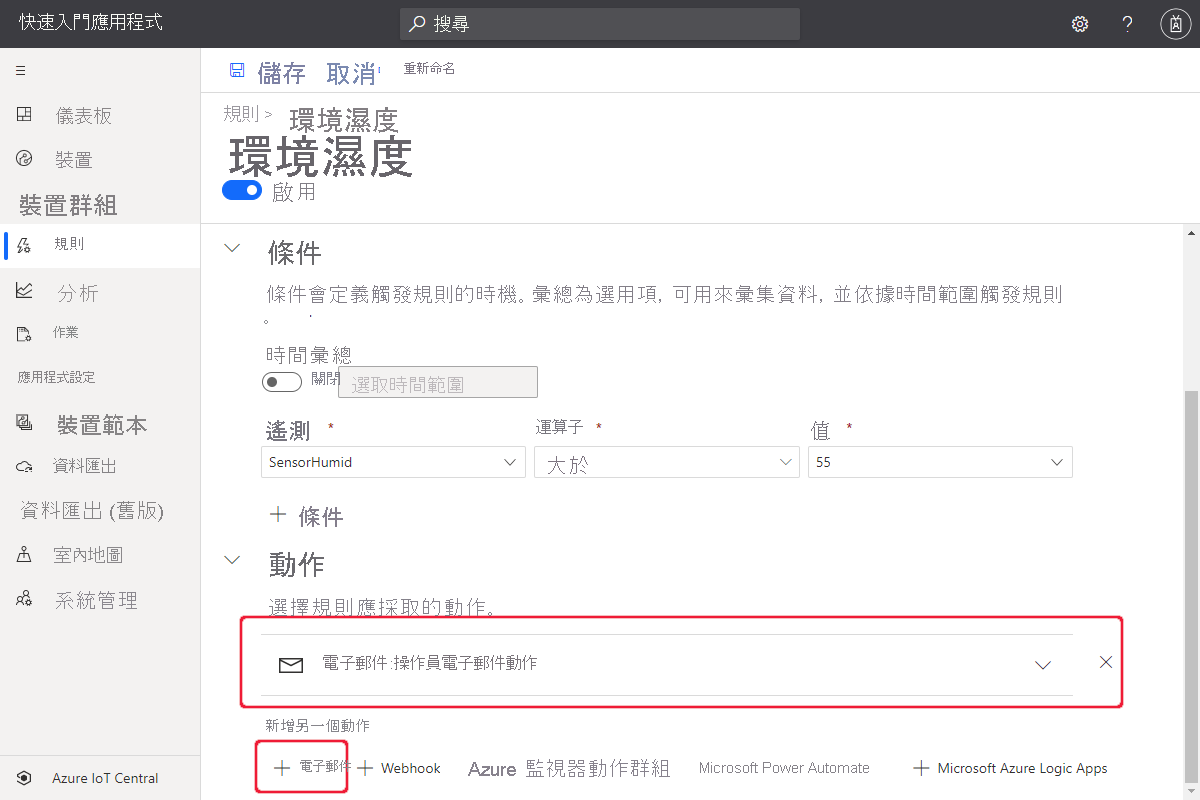 快速入門應用程式
搜尋
?
儲存 取消 重新命名
儀表板
裝置
裝置群組
規則
分析
作業
應用程式設定
裝置範本
資料匯出
資料匯出 (舊版)
室內地圖
系統管理
Azure IoT Central
規則 > 環境濕度
環境濕度
啟用
條件
條件會定義觸發規則的時機。彙總為選用項, 可用來彙集資料, 並依據時間範圍觸發規則
。
時間彙總
關閉 選取時間範圍
遙測 * 運算子 * 值 *
SensorHumid 大於 55
+ 條件
動作
選擇規則應採取的動作。
電子郵件:操作員電子郵件動作
新增另一個動作
+ 電子郵件 + Webhook Azure 監視器動作群組 Microsoft Power Automate + Microsoft Azure Logic Apps